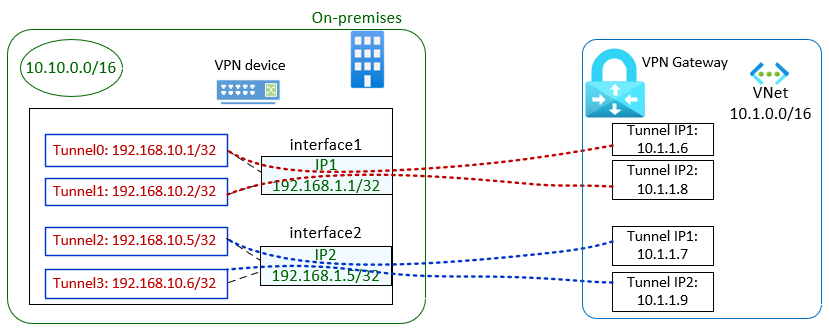 On-premises
10.10.0.0/16
VPN device
VPN Gateway
VNet
10.1.0.0/16
interface1
Tunnel0: 192.168.10.1/32
IP1
192.168.1.1/32
Tunnel1: 192.168.10.2/32
Tunnel IP1:
10.1.1.6
Tunnel IP2:
10.1.1.8
interface2
Tunnel2: 192.168.10.5/32
IP2
192.168.1.5/32
Tunnel3: 192.168.10.6/32
Tunnel IP1:
10.1.1.7
Tunnel IP2:
10.1.1.9